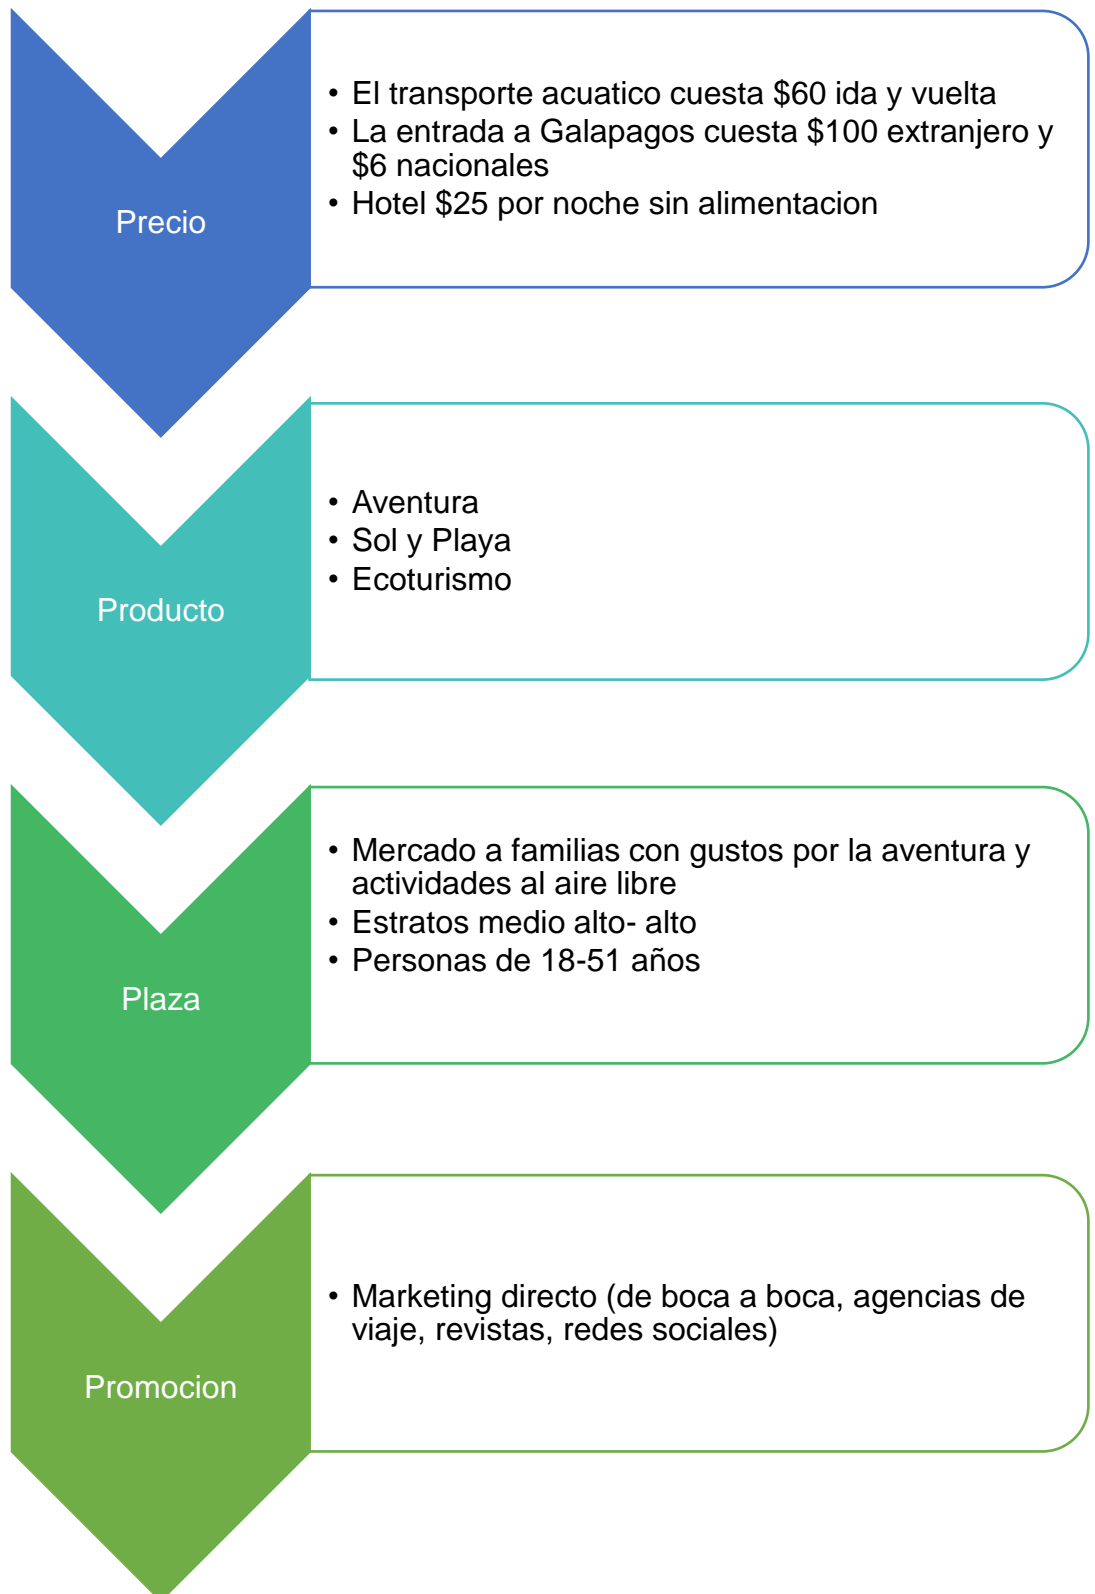 Precio
• El transporte acuatico cuesta $60 ida y vuelta
• La entrada a Galapagos cuesta $100 extranjero y
$6 nacionales
• Hotel $25 por noche sin alimentacion
Producto
• Aventura
• Sol y Playa
• Ecoturismo
Plaza
• Mercado a familias con gustos por la aventura y
actividades al aire libre
• Estratos medio alto- alto
• Personas de 18-51 años
Promocion
• Marketing directo (de boca a boca, agencias de
viaje, revistas, redes sociales)